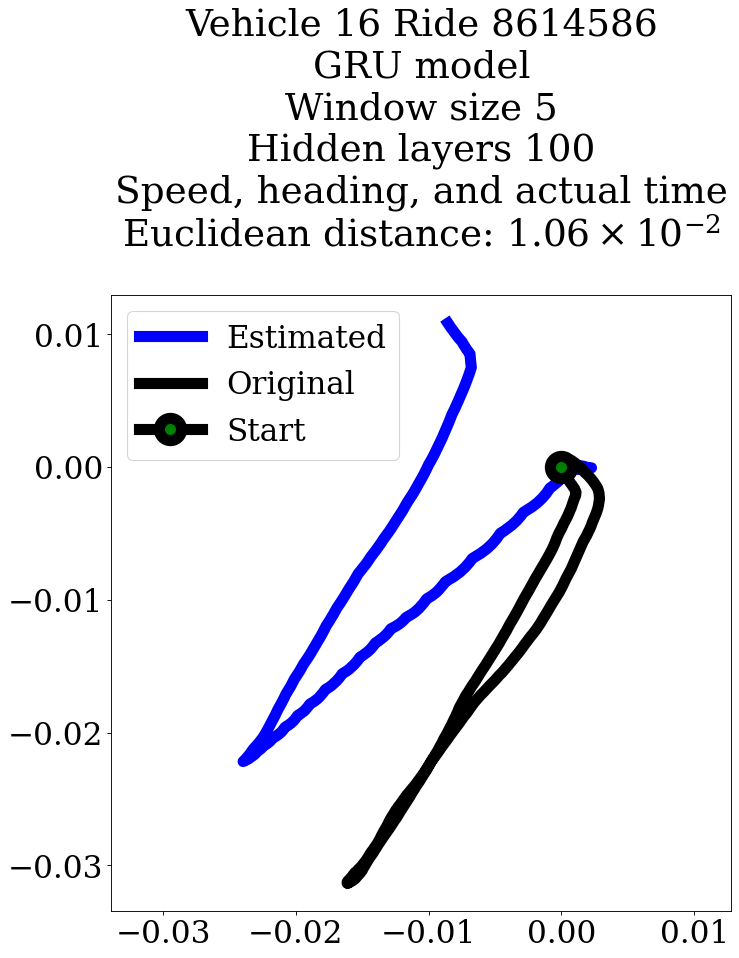 Vehicle 16 Ride 8614586
GRU model
Window size 5
Hidden layers 100
Speed, heading, and actual time
Euclidean distance: 1.06 × 10⁻²
Estimated
Original
Start
0.01
0.00
−0.01
−0.02
−0.03
−0.03 −0.02 −0.01 0.00 0.01